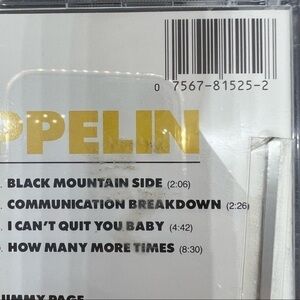 0 7567-81525-2
PPELIN
BLACK MOUNTAIN SIDE (2:06)
COMMUNICATION BREAKDOWN (2:26)
I CAN'T QUIT YOU BABY (4:42)
HOW MANY MORE TIMES (8:30)
JIMMY PAGE